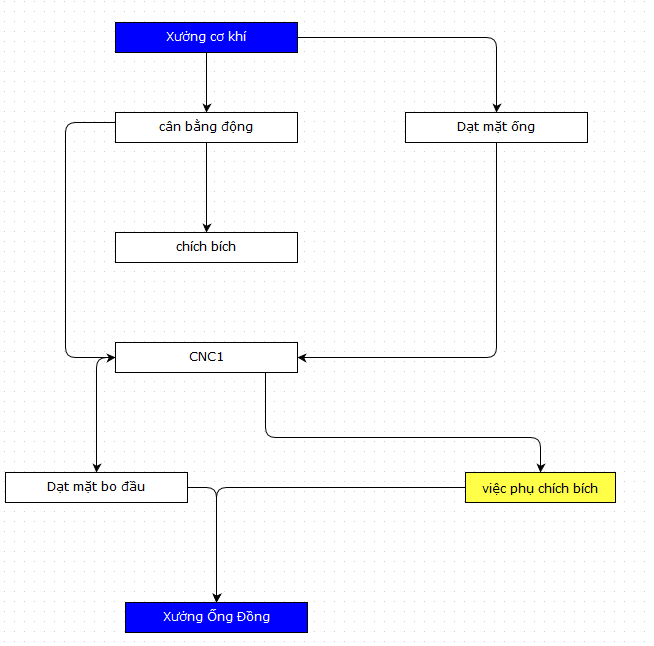 Xưởng cơ khí
cân bằng động
Dạt mặt ống
chích bích
CNC1
Dạt mặt bo đầu
việc phụ chích bích
Xưởng Ống Đồng